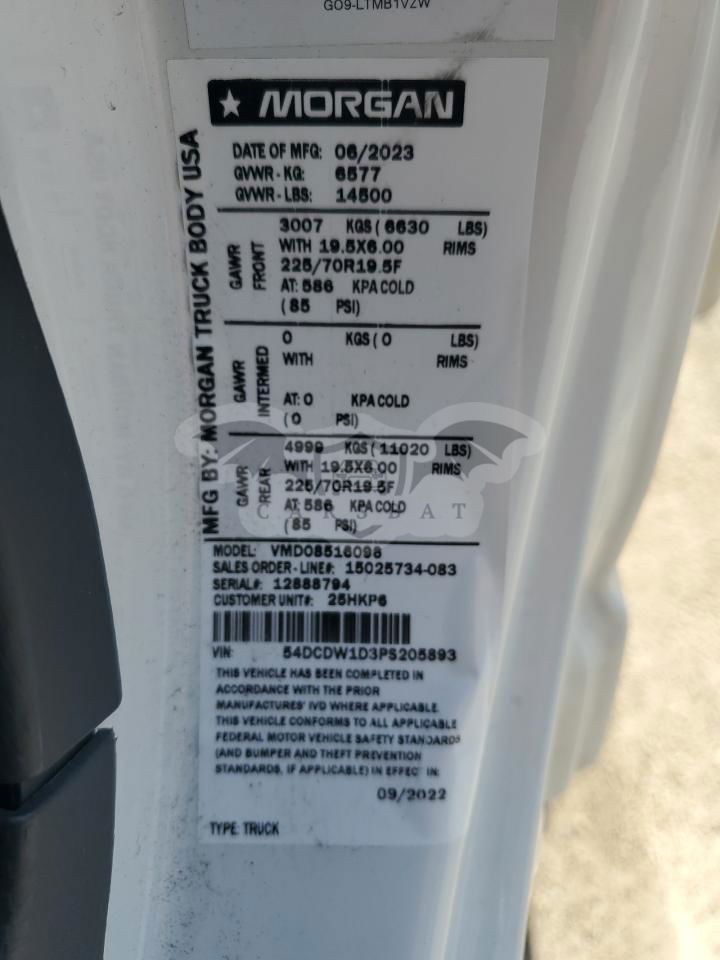 GO9-LTMB1VZW
MORGAN
MFG BY: MORGAN TRUCK BODY USA
DATE OF MFG: 06/2023
GVWR - KG: 6577
GVWR - LBS: 14500
GAWR FRONT
3007 KGS ( 6630 LBS)
WITH 19.5X6.00 RIMS
225/70R19.5F
AT: 586 KPA COLD
( 85 PSI)
GAWR INTERMED
0 KGS ( 0 LBS)
WITH RIMS
AT: 0 KPA COLD
( 0 PSI)
GAWR REAR
4999 KGS ( 11020 LBS)
WITH 19.5X6.00 RIMS
225/70R19.5F
AT: 586 KPA COLD
( 85 PSI)
CARSBAT
MODEL: VMD08516098
SALES ORDER - LINE#: 15025734-083
SERIAL#: 12888794
CUSTOMER UNIT#: 25HKP6
VIN: 54DCDW1D3PS205893
THIS VEHICLE HAS BEEN COMPLETED IN
ACCORDANCE WITH THE PRIOR
MANUFACTURES' IVD WHERE APPLICABLE.
THIS VEHICLE CONFORMS TO ALL APPLICABLE
FEDERAL MOTOR VEHICLE SAFETY STANDARDS
(AND BUMPER AND THEFT PREVENTION
STANDARDS, IF APPLICABLE) IN EFFECT IN:
09/2022
TYPE: TRUCK